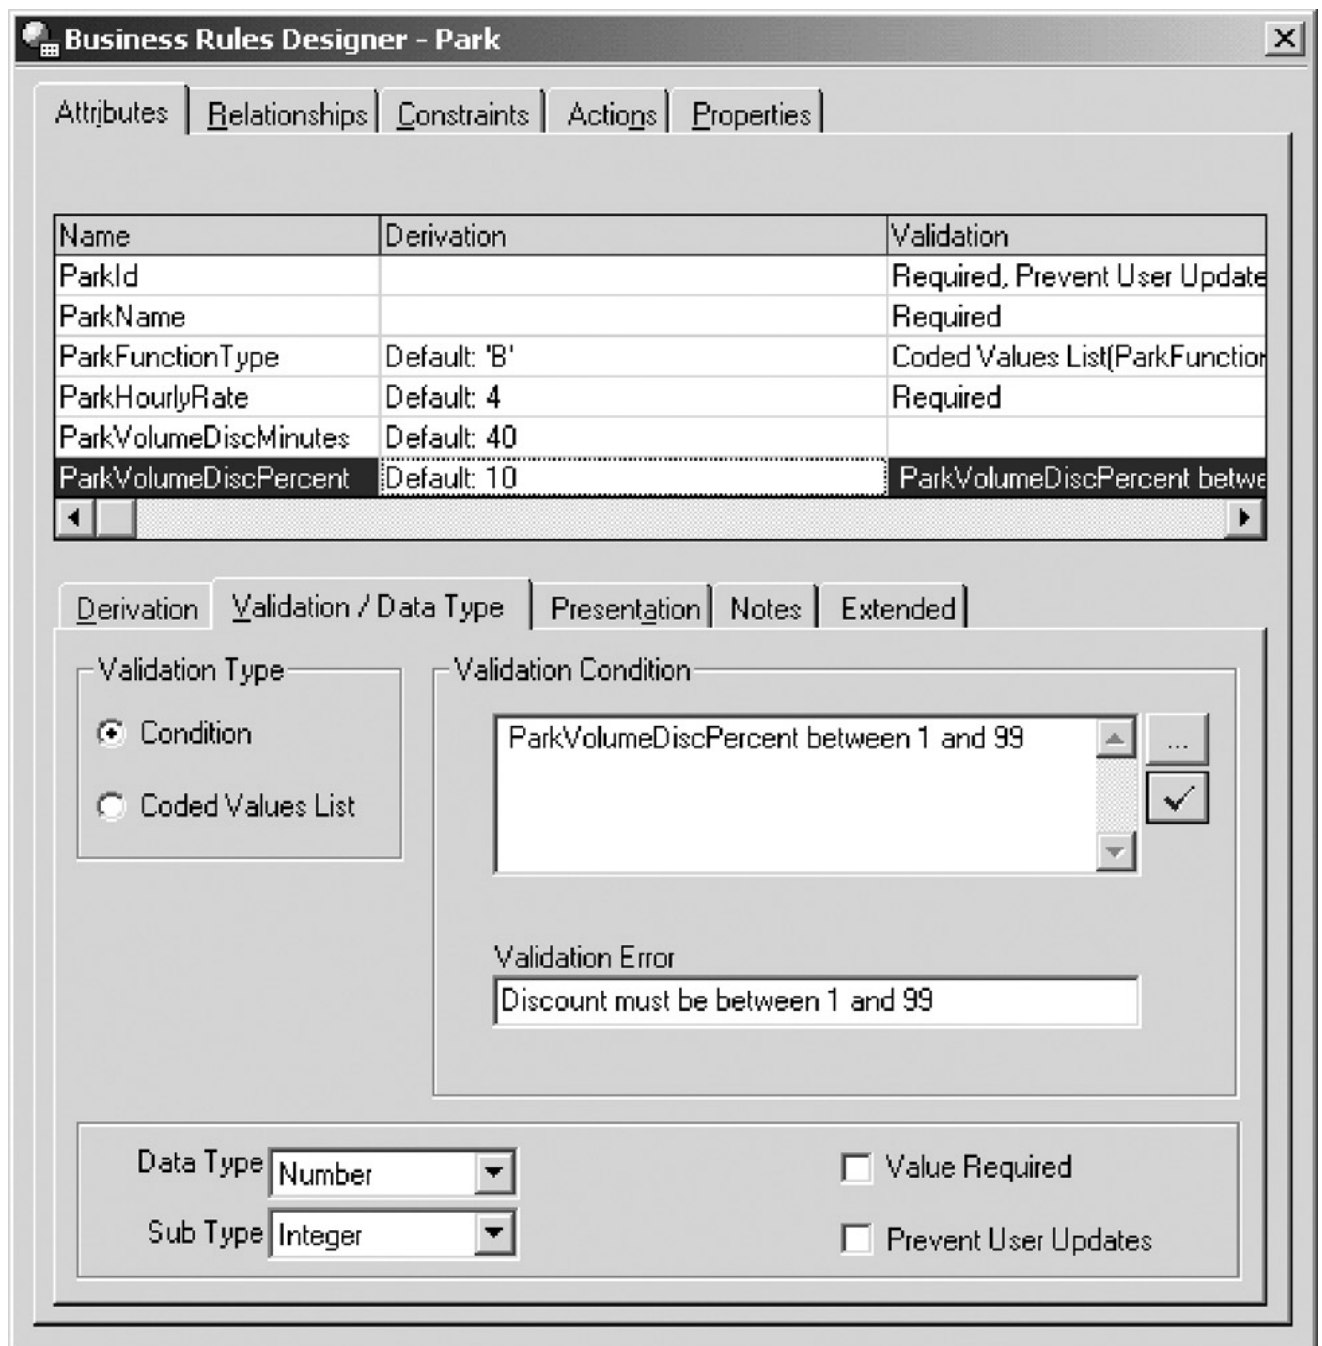 Business Rules Designer - Park
Attributes Relationships Constraints Actions Properties
Name Derivation Validation
ParkId Required, Prevent User Update
ParkName Required
ParkFunctionType Default: 'B' Coded Values List(ParkFunction
ParkHourlyRate Default: 4 Required
ParkVolumeDiscMinutes Default: 40
ParkVolumeDiscPercent Default: 10 ParkVolumeDiscPercent betwe
Derivation Validation / Data Type Presentation Notes Extended
Validation Type Validation Condition
Condition ParkVolumeDiscPercent between 1 and 99 ...
Coded Values List
Validation Error
Discount must be between 1 and 99
Data Type Number Value Required
Sub Type Integer Prevent User Updates